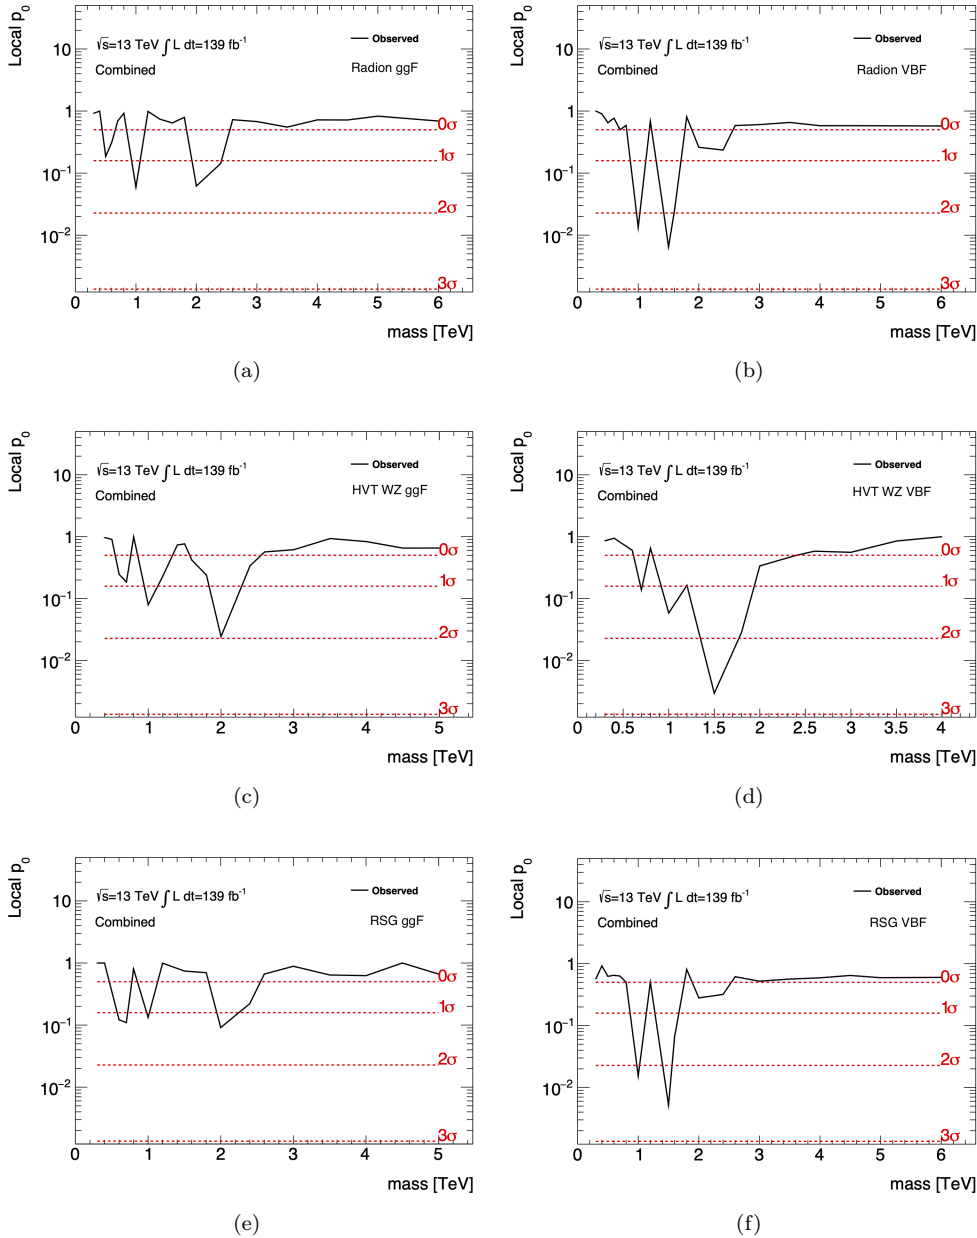 Local p0
10
1
10−1
10−2
√s=13 TeV ∫ L dt=139 fb-1
Combined
Observed
Radion ggF
0σ
1σ
2σ
3σ
0 1 2 3 4 5 6
mass [TeV]
(a)
Local p0
10
1
10−1
10−2
√s=13 TeV ∫ L dt=139 fb-1
Combined
Observed
Radion VBF
0σ
1σ
2σ
3σ
0 1 2 3 4 5 6
mass [TeV]
(b)
Local p0
10
1
10−1
10−2
√s=13 TeV ∫ L dt=139 fb-1
Combined
Observed
HVT WZ ggF
0σ
1σ
2σ
3σ
0 1 2 3 4 5
mass [TeV]
(c)
Local p0
10
1
10−1
10−2
√s=13 TeV ∫ L dt=139 fb-1
Combined
Observed
HVT WZ VBF
0σ
1σ
2σ
3σ
0 0.5 1 1.5 2 2.5 3 3.5 4
mass [TeV]
(d)
Local p0
10
1
10−1
10−2
√s=13 TeV ∫ L dt=139 fb-1
Combined
Observed
RSG ggF
0σ
1σ
2σ
3σ
0 1 2 3 4 5
mass [TeV]
(e)
Local p0
10
1
10−1
10−2
√s=13 TeV ∫ L dt=139 fb-1
Combined
Observed
RSG VBF
0σ
1σ
2σ
3σ
0 1 2 3 4 5 6
mass [TeV]
(f)